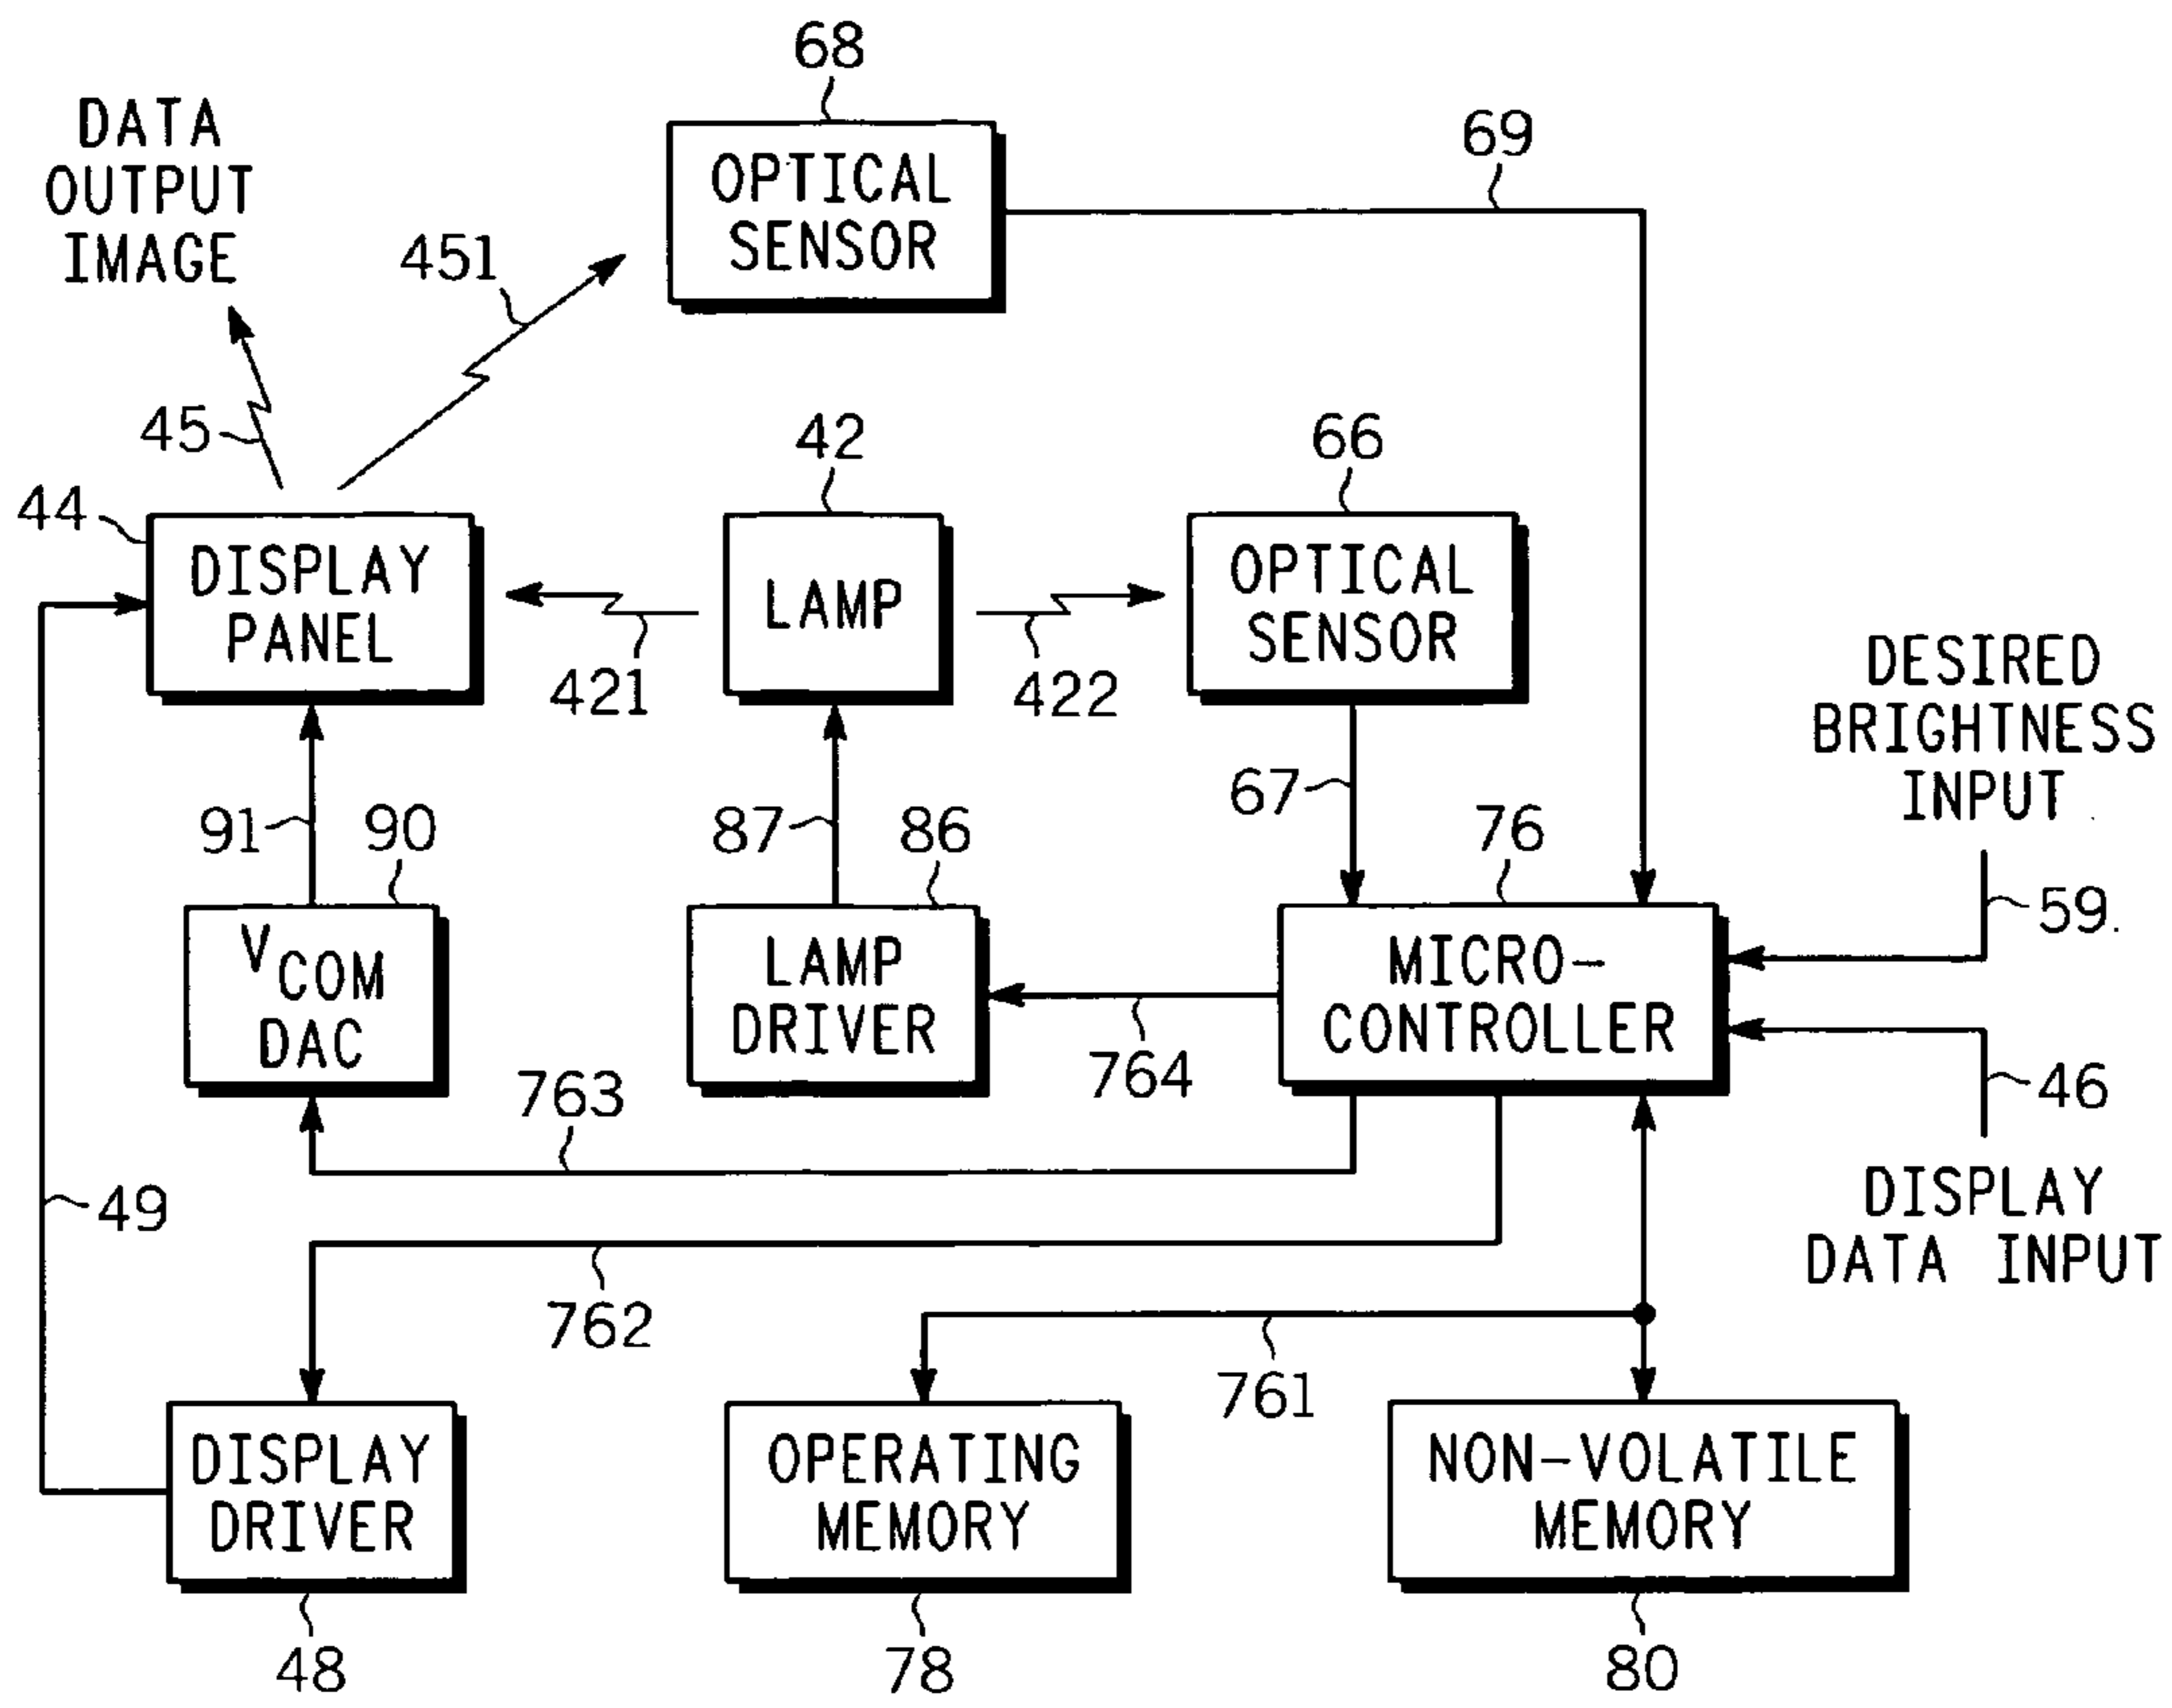 68
DATA
OUTPUT
IMAGE
451
OPTICAL
SENSOR
69
45
42
66
44
DISPLAY
PANEL
LAMP
OPTICAL
SENSOR
421
422
DESIRED
BRIGHTNESS
INPUT
91
90
87
86
67
76
59.
VCOM
DAC
LAMP
DRIVER
MICRO-
CONTROLLER
763
764
46
49
DISPLAY
DATA INPUT
762
761
DISPLAY
DRIVER
OPERATING
MEMORY
NON-VOLATILE
MEMORY
48
78
80